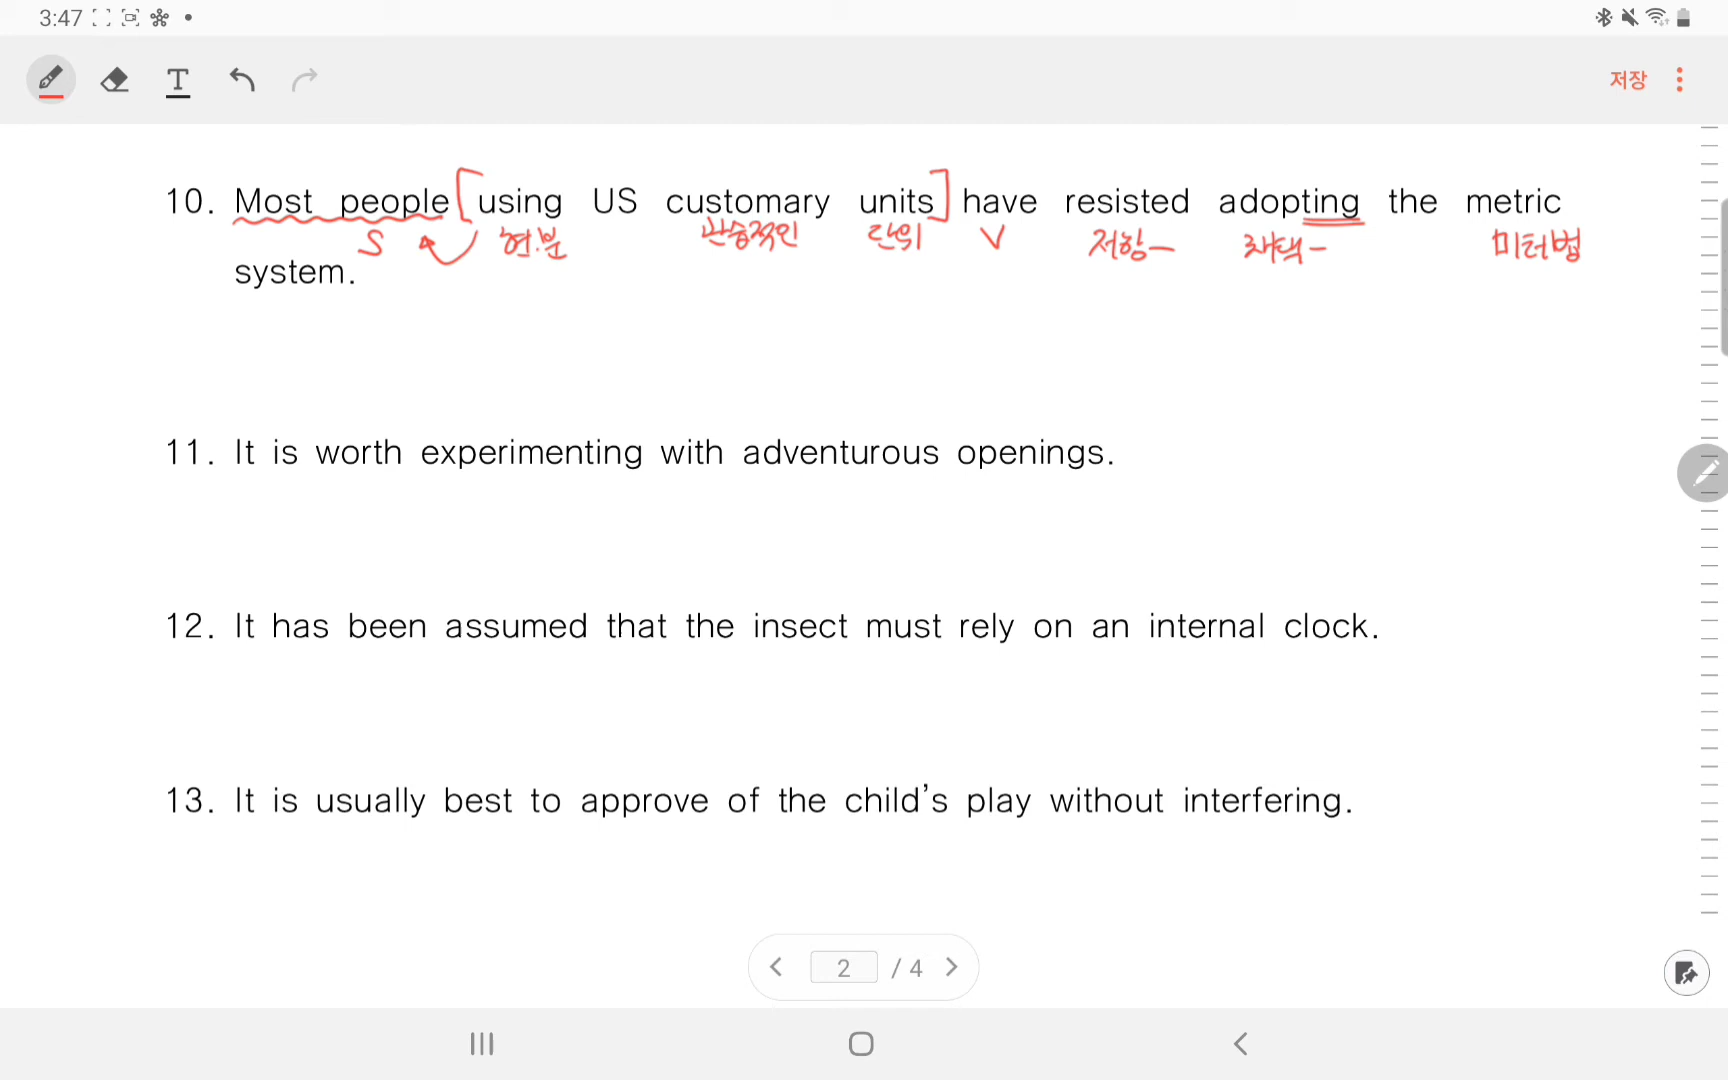 3:47
저장
10. Most people [using US customary units] have resisted adopting the metric
S 현.분 관습적인 단위 V 저항— 채택— 미터법
system.
11. It is worth experimenting with adventurous openings.
12. It has been assumed that the insect must rely on an internal clock.
13. It is usually best to approve of the child's play without interfering.
2 / 4